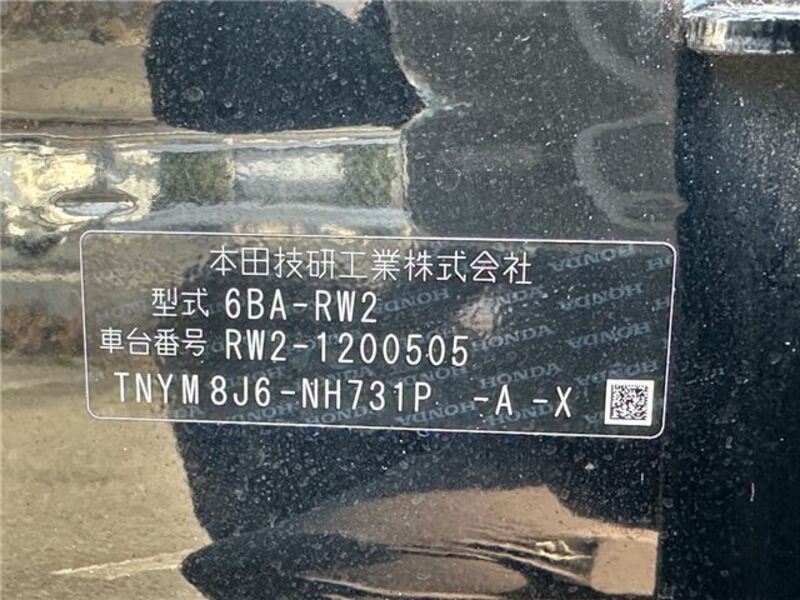 本田技研工業株式会社
型式 6BA-RW2
車台番号 RW2-1200505
TNYM8J6-NH731P -A -X